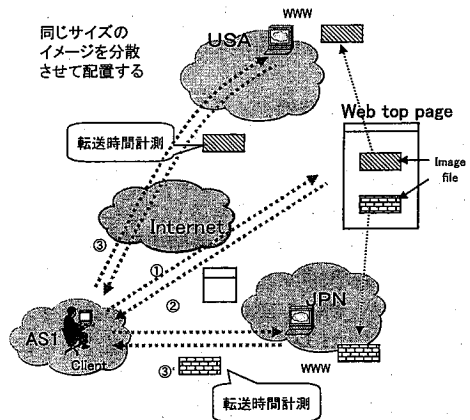 同じサイズの
イメージを分散
させて配置する
WWW
USA
Web top page
転送時間計測
Image
file
Internet
③
①
②
JPN
AS1
Client
③'
WWW
転送時間計測